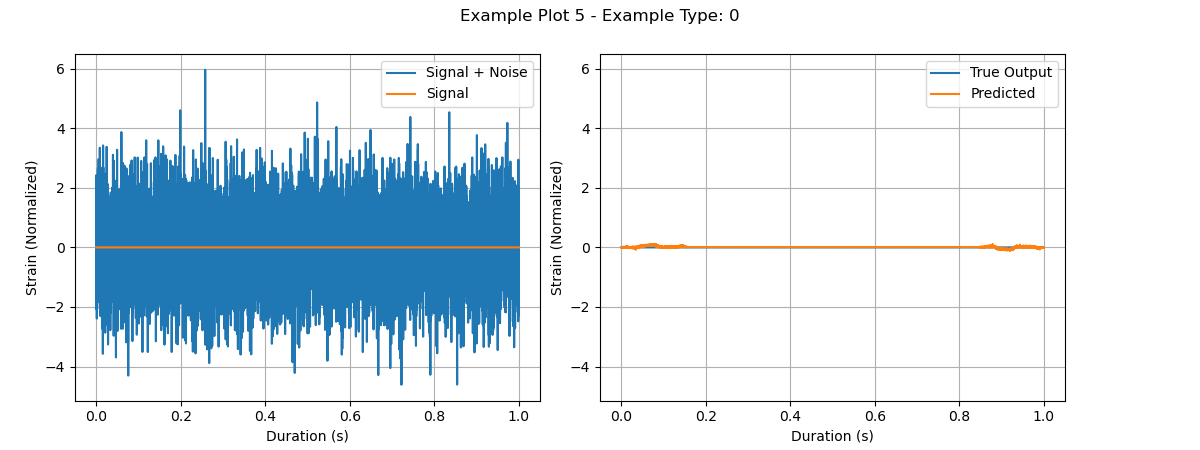 Example Plot 5 - Example Type: 0
6
4
2
0
−2
−4
Strain (Normalized)
0.0 0.2 0.4 0.6 0.8 1.0
Duration (s)
Signal + Noise
Signal
6
4
2
0
−2
−4
Strain (Normalized)
0.0 0.2 0.4 0.6 0.8 1.0
Duration (s)
True Output
Predicted